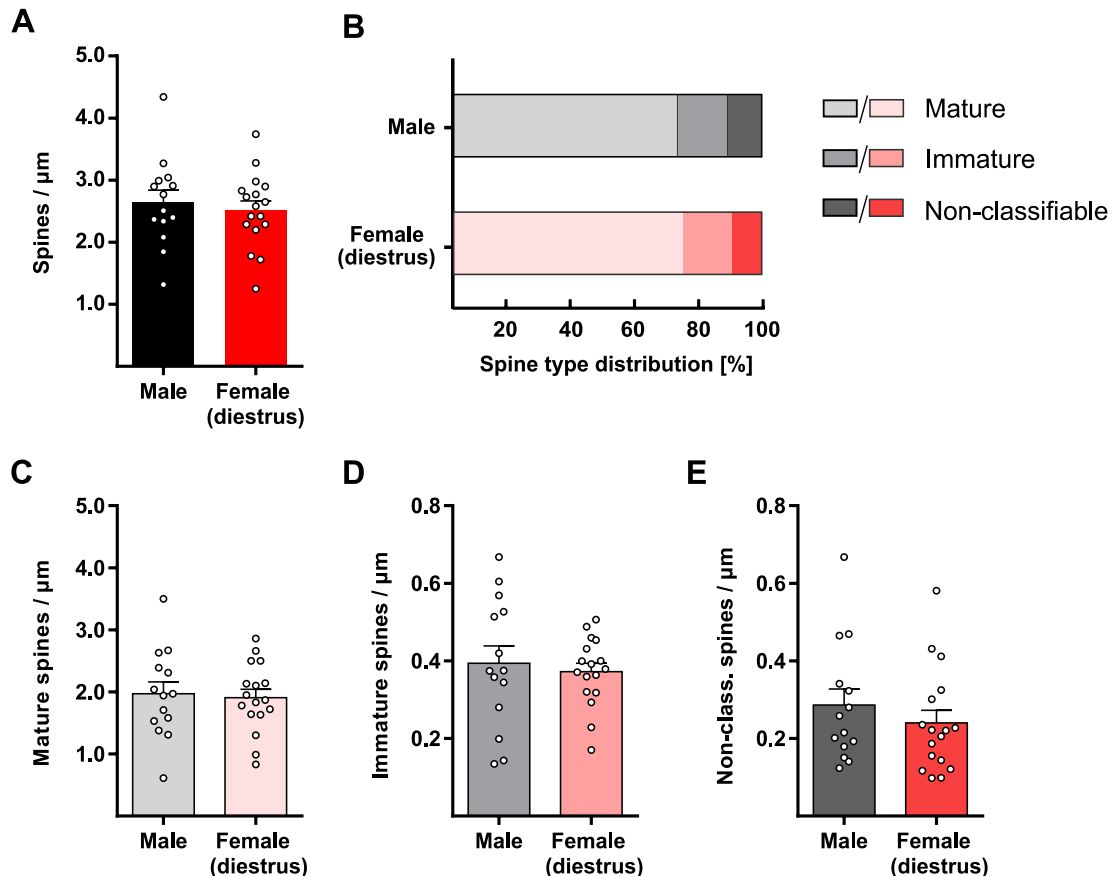 A
5.0
4.0
3.0
2.0
1.0
Spines / µm
Male
Female
(diestrus)
B
Male
Female
(diestrus)
20 40 60 80 100
Spine type distribution [%]
/ Mature
/ Immature
/ Non-classifiable
C
5.0
4.0
3.0
2.0
1.0
Mature spines / µm
Male
Female
(diestrus)
D
0.8
0.6
0.4
0.2
Immature spines / µm
Male
Female
(diestrus)
E
0.8
0.6
0.4
0.2
Non-class. spines / µm
Male
Female
(diestrus)